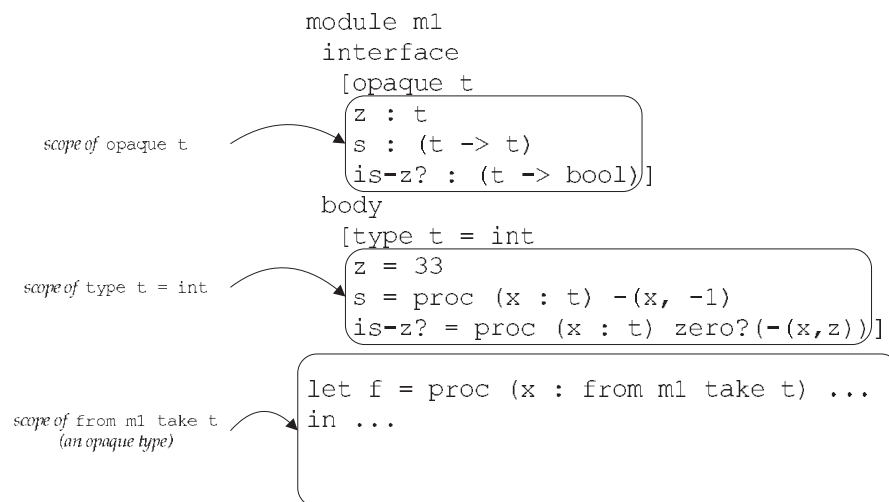 module m1
interface
[opaque t
z : t
s : (t -> t)
is-z? : (t -> bool)]
scope of opaque t
body
[type t = int
z = 33
s = proc (x : t) -(x, -1)
is-z? = proc (x : t) zero?(-(x,z))]
scope of type t = int
let f = proc (x : from m1 take t) ...
in ...
scope of from m1 take t
(an opaque type)